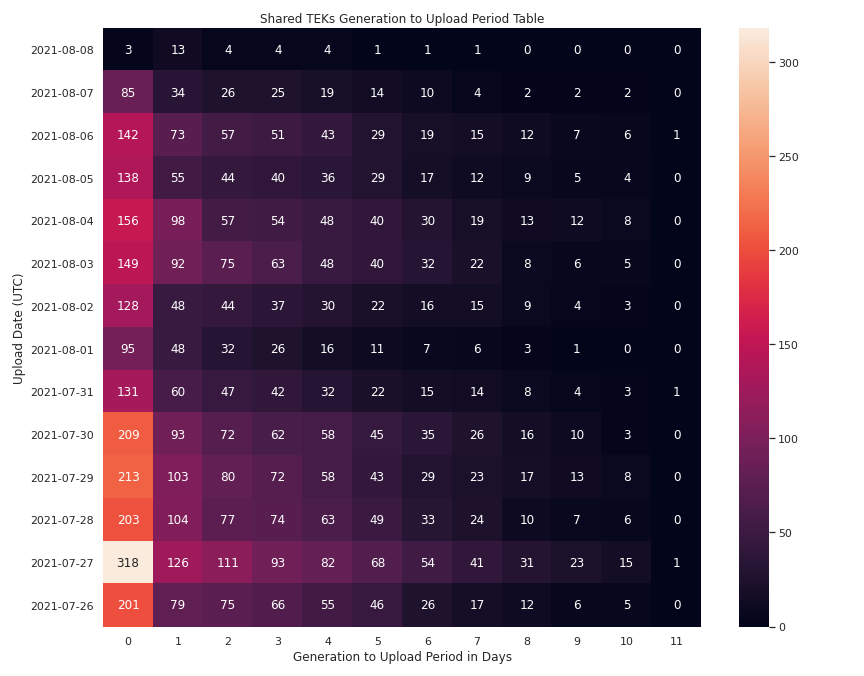 Shared TEKs Generation to Upload Period Table
2021-08-08 3 13 4 4 4 1 1 1 0 0 0 0
2021-08-07 85 34 26 25 19 14 10 4 2 2 2 0
2021-08-06 142 73 57 51 43 29 19 15 12 7 6 1
2021-08-05 138 55 44 40 36 29 17 12 9 5 4 0
2021-08-04 156 98 57 54 48 40 30 19 13 12 8 0
2021-08-03 149 92 75 63 48 40 32 22 8 6 5 0
2021-08-02 128 48 44 37 30 22 16 15 9 4 3 0
2021-08-01 95 48 32 26 16 11 7 6 3 1 0 0
2021-07-31 131 60 47 42 32 22 15 14 8 4 3 1
2021-07-30 209 93 72 62 58 45 35 26 16 10 3 0
2021-07-29 213 103 80 72 58 43 29 23 17 13 8 0
2021-07-28 203 104 77 74 63 49 33 24 10 7 6 0
2021-07-27 318 126 111 93 82 68 54 41 31 23 15 1
2021-07-26 201 79 75 66 55 46 26 17 12 6 5 0
0 1 2 3 4 5 6 7 8 9 10 11
Generation to Upload Period in Days
Upload Date (UTC)
300
250
200
150
100
50
0